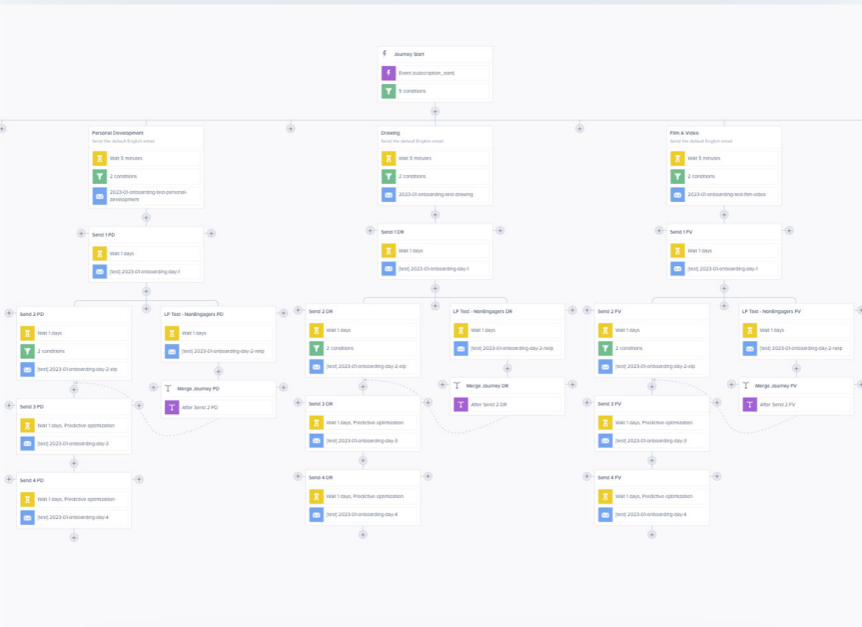 Journey Start
Event (subscription_start)
9 conditions
Personal Development
Send the default English email
Wait 5 minutes
2 conditions
2023-01-onboarding-test-personal-
development
Send 1 PD
Wait 1 days
[test] 2023-01-onboarding-day-1
Send 2 PD
Wait 1 days
2 conditions
[test] 2023-01-onboarding-day-2-elp
LP Test - NonEngagers PD
Wait 1 days
[test] 2023-01-onboarding-day-2-nelp
Merge Journey PD
After Send 2 PD
Send 3 PD
Wait 1 days, Predictive optimization
[test] 2023-01-onboarding-day-3
Send 4 PD
Wait 1 days, Predictive optimization
[test] 2023-01-onboarding-day-4
Drawing
Send the default English email
Wait 5 minutes
2 conditions
2023-01-onboarding-test-drawing
Send 1 DR
Wait 1 days
[test] 2023-01-onboarding-day-1
Send 2 DR
Wait 1 days
2 conditions
[test] 2023-01-onboarding-day-2-elp
LP Test - NonEngagers DR
Wait 1 days
[test] 2023-01-onboarding-day-2-nelp
Merge Journey DR
After Send 2 DR
Send 3 DR
Wait 1 days, Predictive optimization
[test] 2023-01-onboarding-day-3
Send 4 DR
Wait 1 days, Predictive optimization
[test] 2023-01-onboarding-day-4
Film & Video
Send the default English email
Wait 5 minutes
2 conditions
2023-01-onboarding-test-film-video
Send 1 FV
Wait 1 days
[test] 2023-01-onboarding-day-1
Send 2 FV
Wait 1 days
2 conditions
[test] 2023-01-onboarding-day-2-elp
LP Test - NonEngagers FV
Wait 1 days
[test] 2023-01-onboarding-day-2-nelp
Merge Journey FV
After Send 2 FV
Send 3 FV
Wait 1 days, Predictive optimization
[test] 2023-01-onboarding-day-3
Send 4 FV
Wait 1 days, Predictive optimization
[test] 2023-01-onboarding-day-4